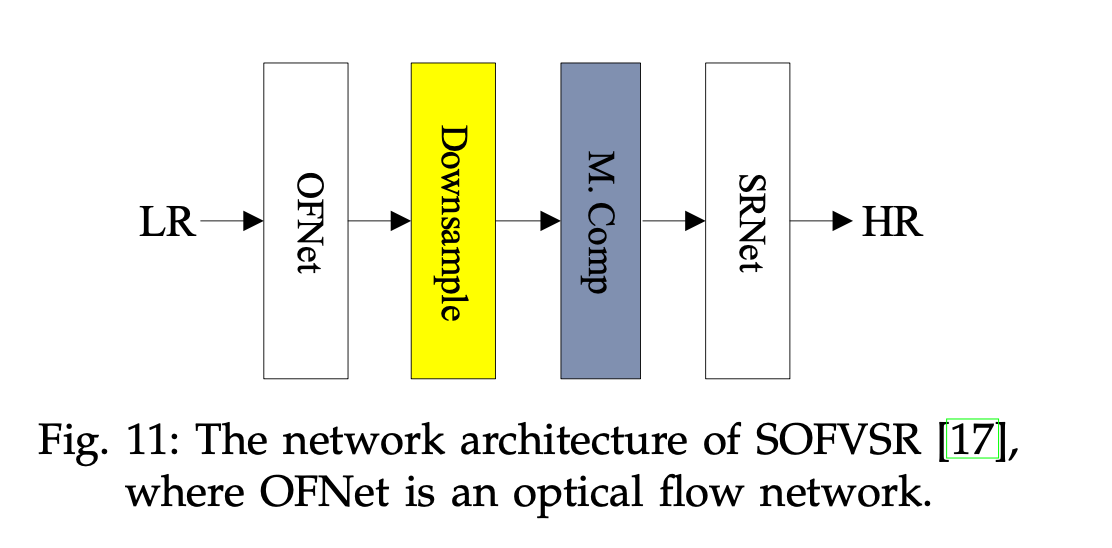 LR
OFNet
Downsample
M. Comp
SRNet
HR
Fig. 11: The network architecture of SOFVSR [17],
where OFNet is an optical flow network.